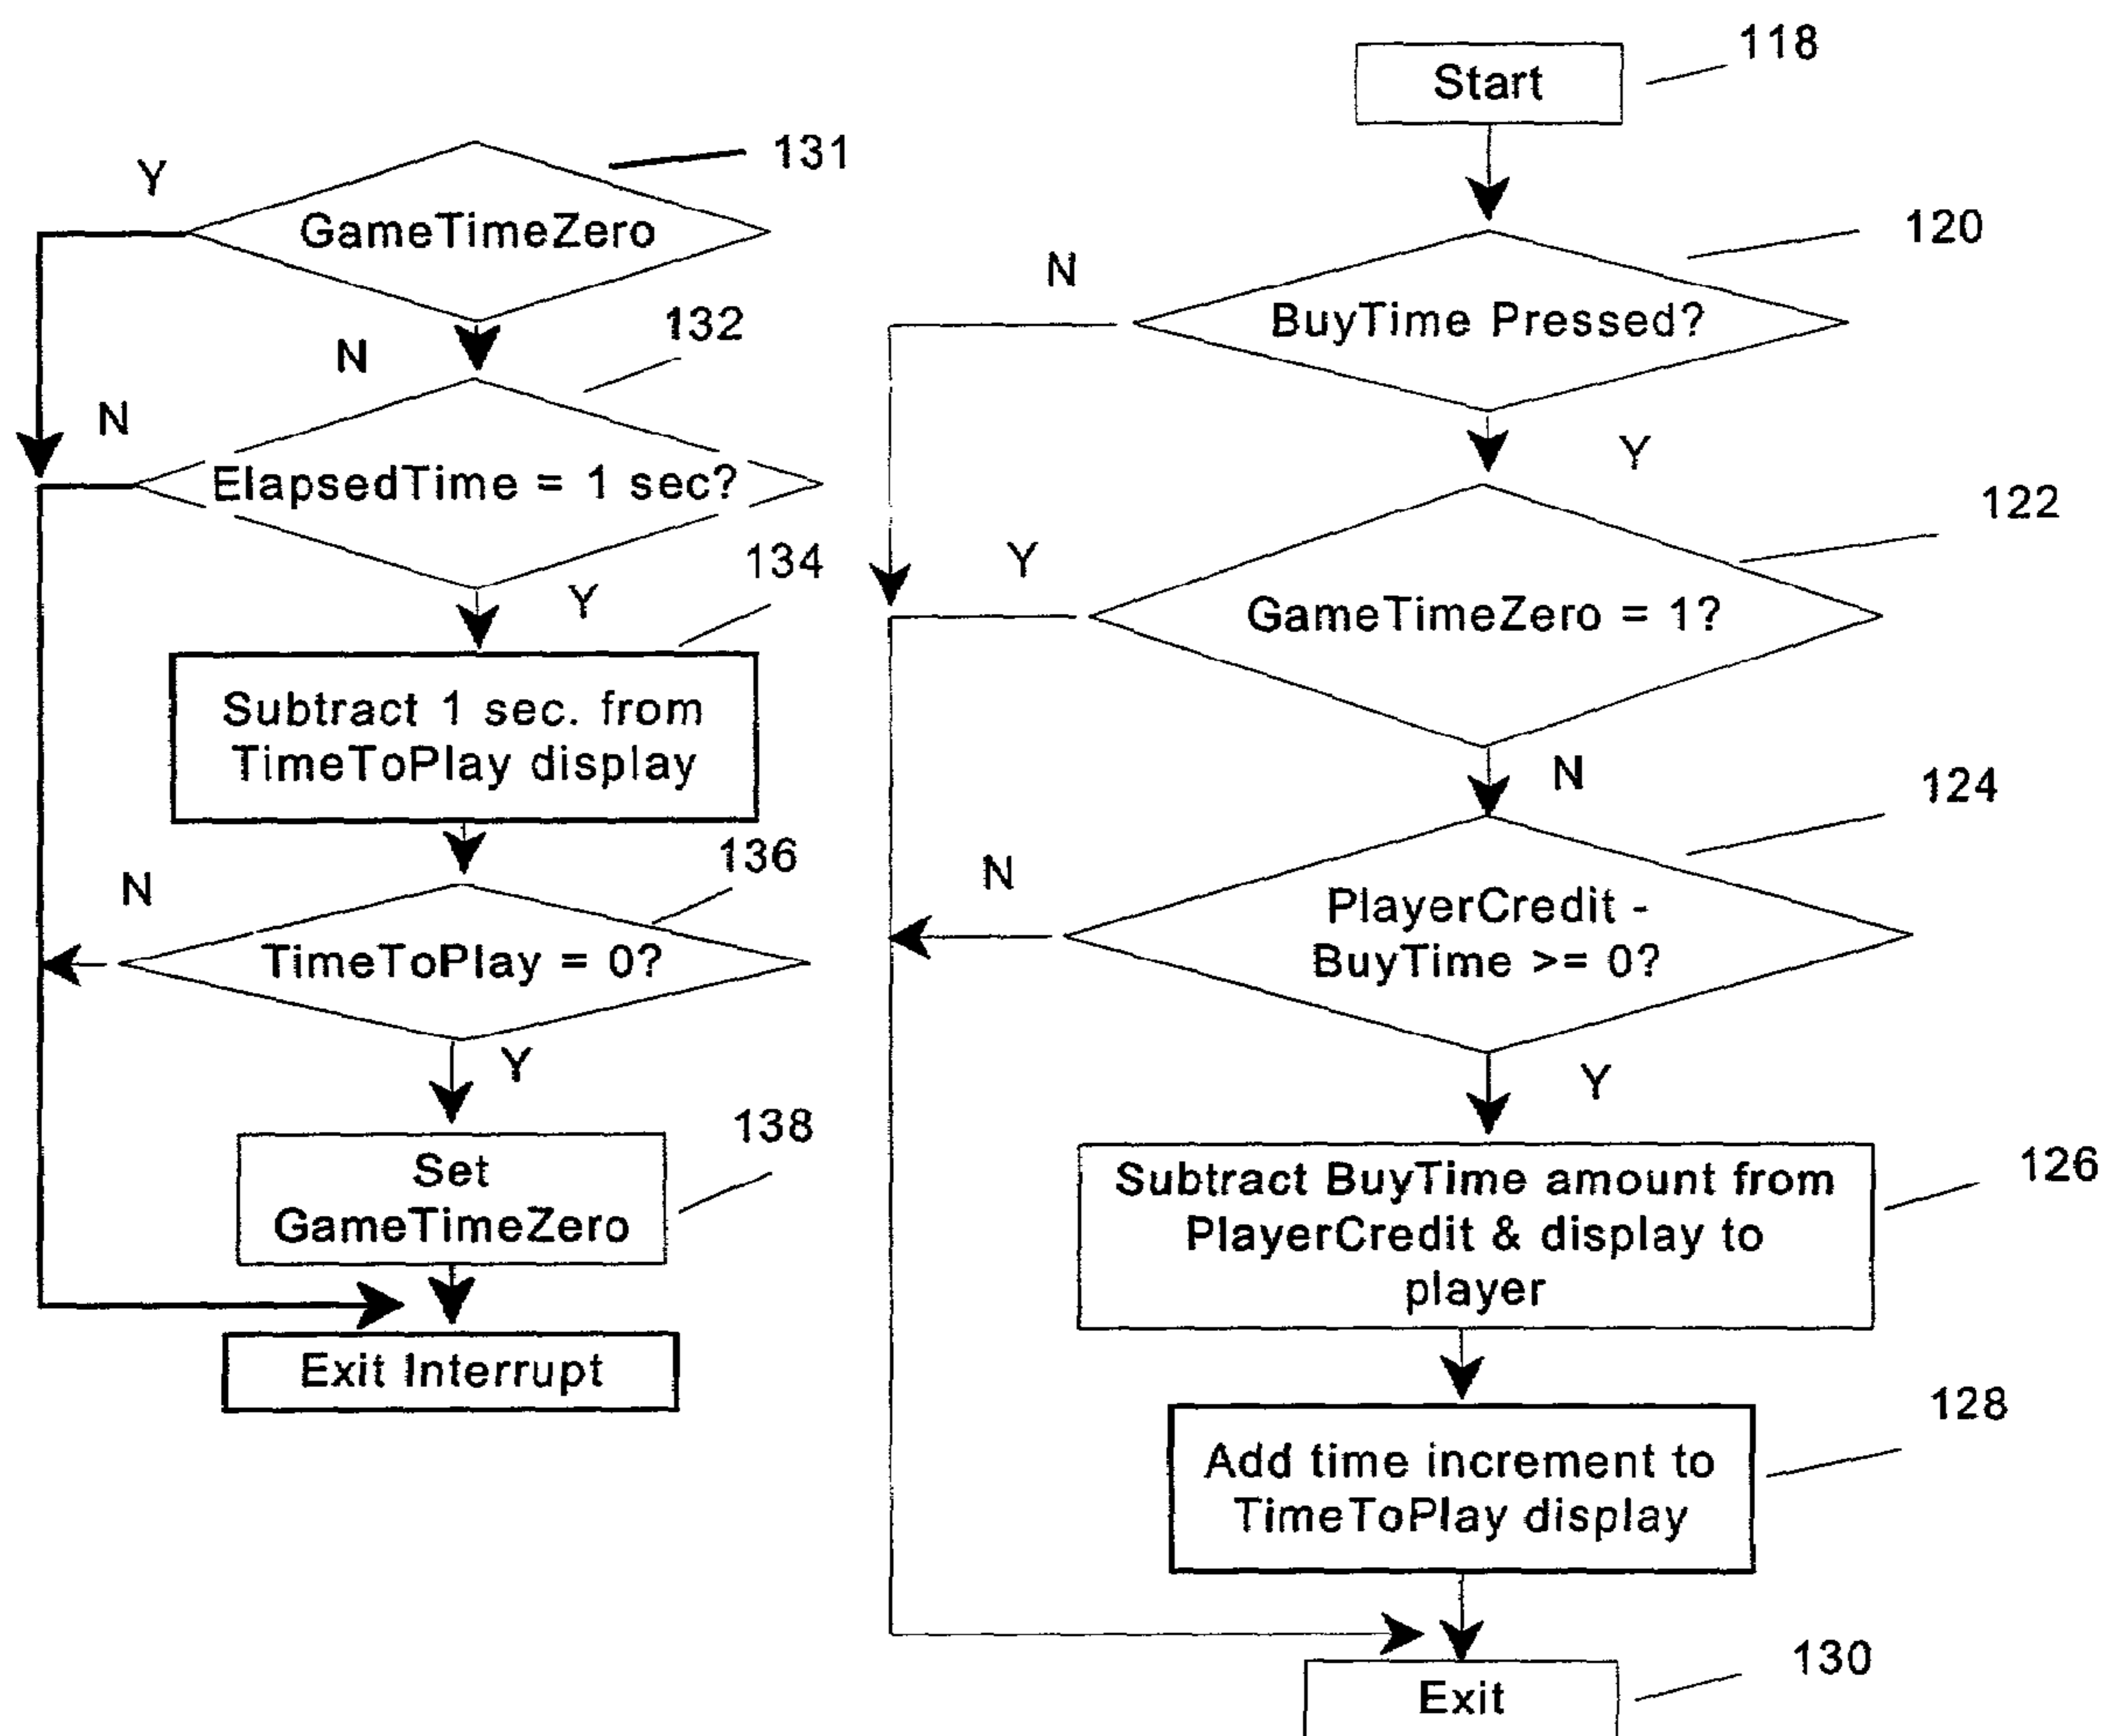 131
Y
GameTimeZero
132
N
N
ElapsedTime = 1 sec?
134
Y
Subtract 1 sec. from
TimeToPlay display
136
N
TimeToPlay = 0?
Y
138
Set
GameTimeZero
Exit Interrupt
118
Start
120
N
BuyTime Pressed?
Y
122
Y
GameTimeZero = 1?
N
124
N
PlayerCredit -
BuyTime >= 0?
Y
126
Subtract BuyTime amount from
PlayerCredit & display to
player
128
Add time increment to
TimeToPlay display
130
Exit